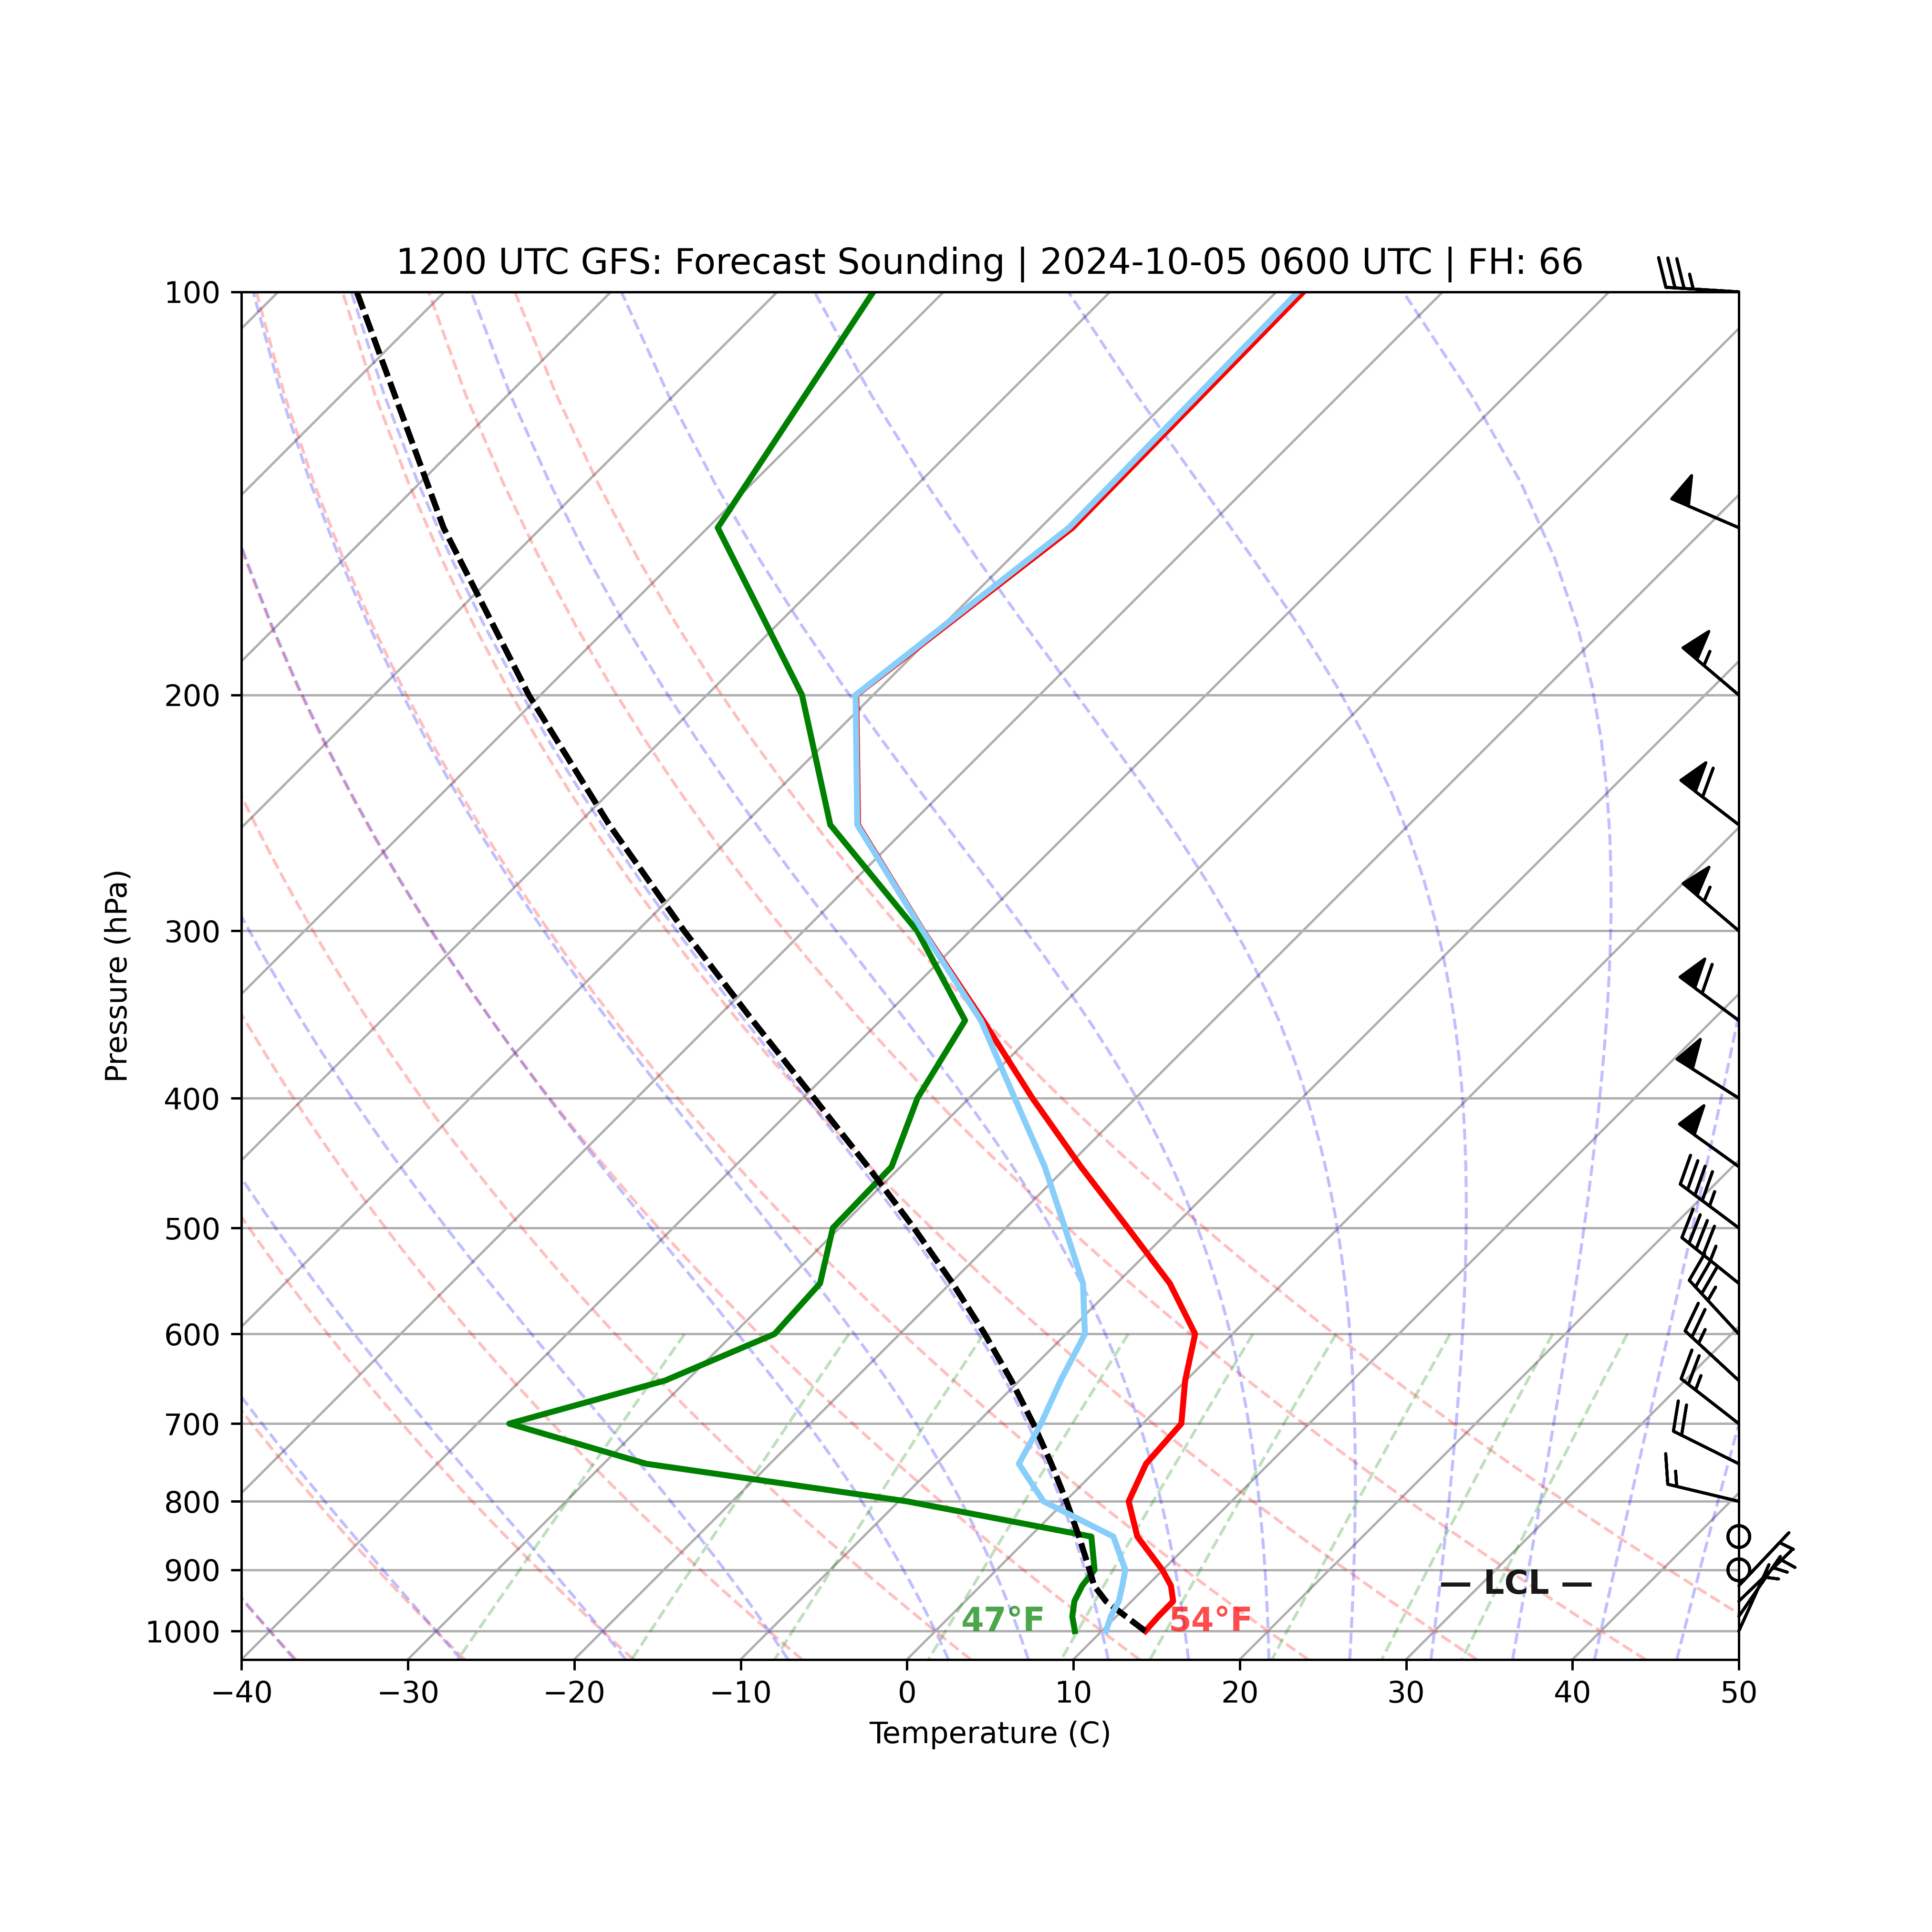 1200 UTC GFS: Forecast Sounding | 2024-10-05 0600 UTC | FH: 66
100
200
300
400
500
600
700
800
900
1000
Pressure (hPa)
— LCL —
47°F
54°F
−40 −30 −20 −10 0 10 20 30 40 50
Temperature (C)